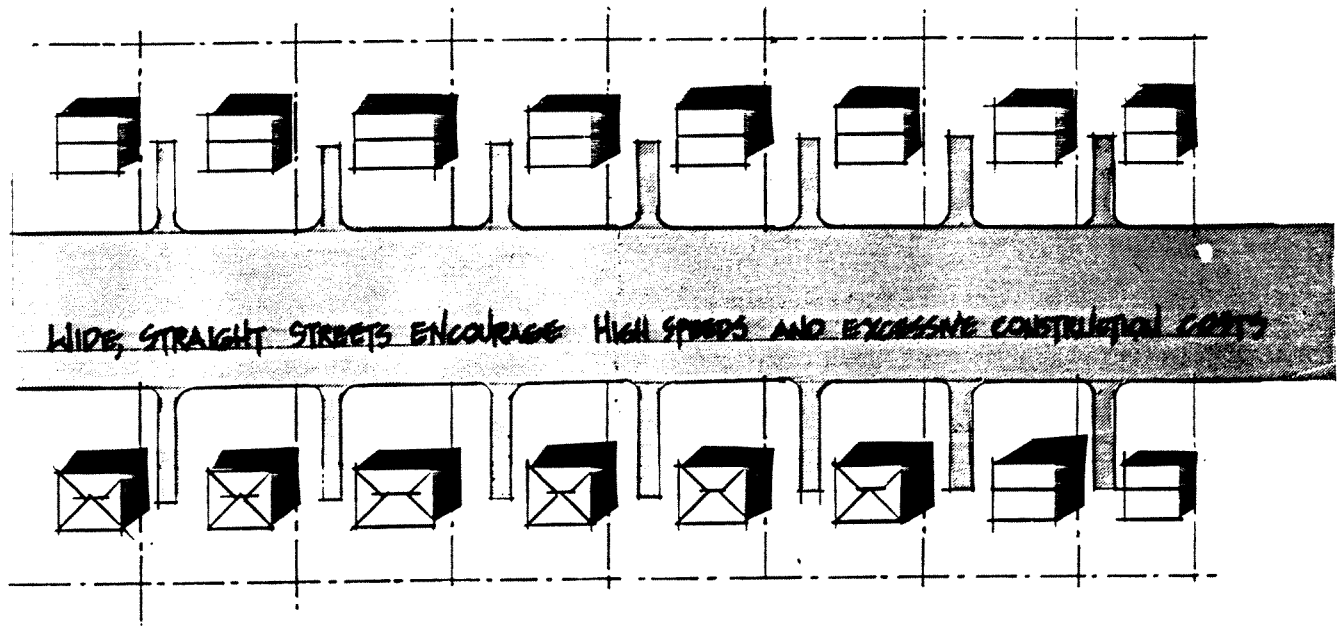 WIDE, STRAIGHT STREETS ENCOURAGE HIGH SPEEDS AND EXCESSIVE CONSTRUCTION COSTS